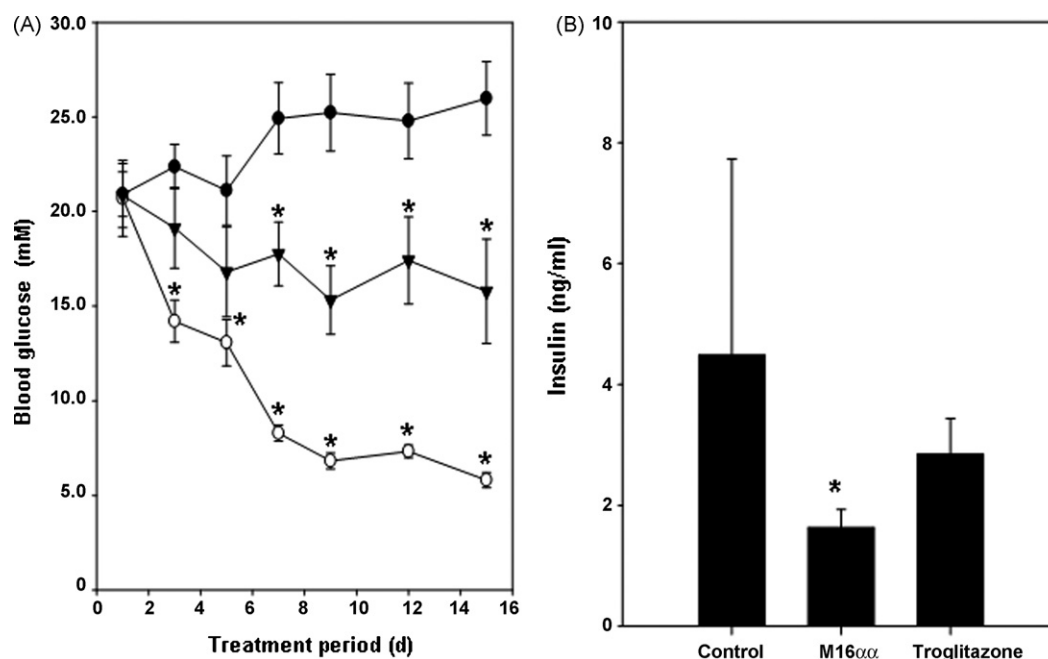 (A)
30.0
25.0
20.0
15.0
10.0
5.0
0
Blood glucose (mM)
* * * *
* * * * * *
0 2 4 6 8 10 12 14 16
Treatment period (d)
(B)
10
8
6
4
2
0
Insulin (ng/ml)
*
Control M16αα Troglitazone